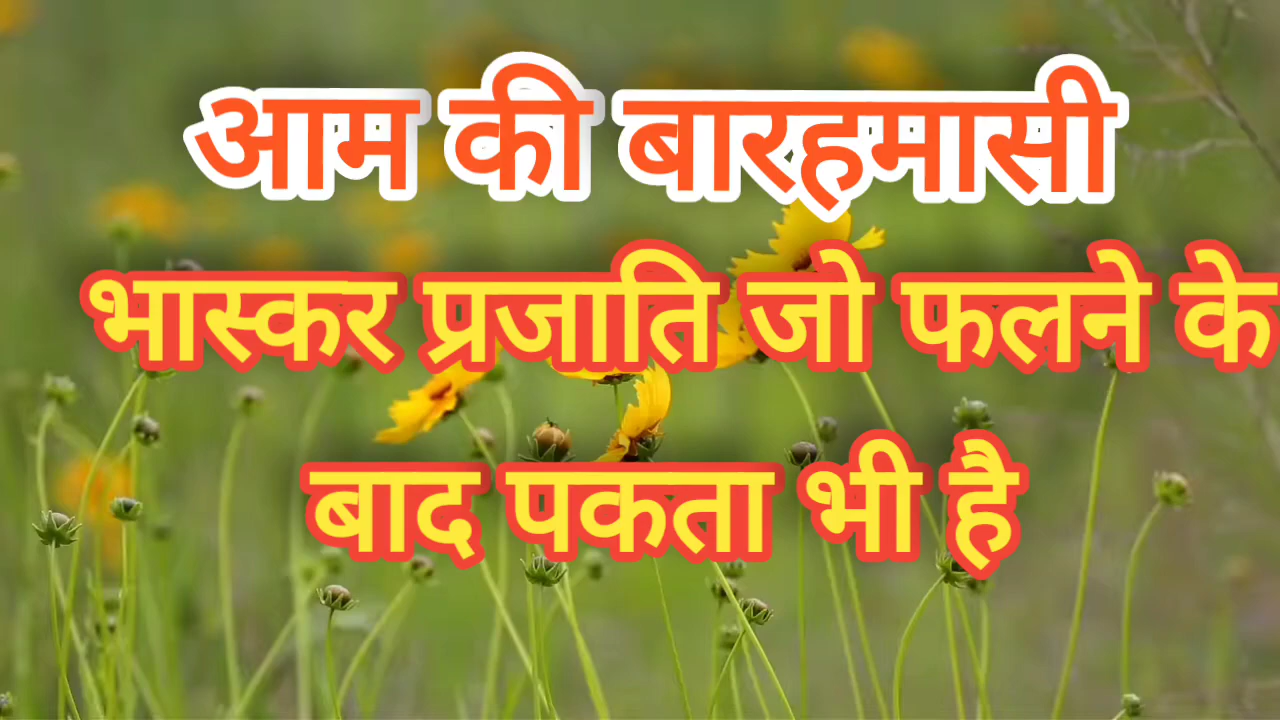 आम की बारहमासी
भास्कर प्रजाति जो फलने के
बाद पकता भी है